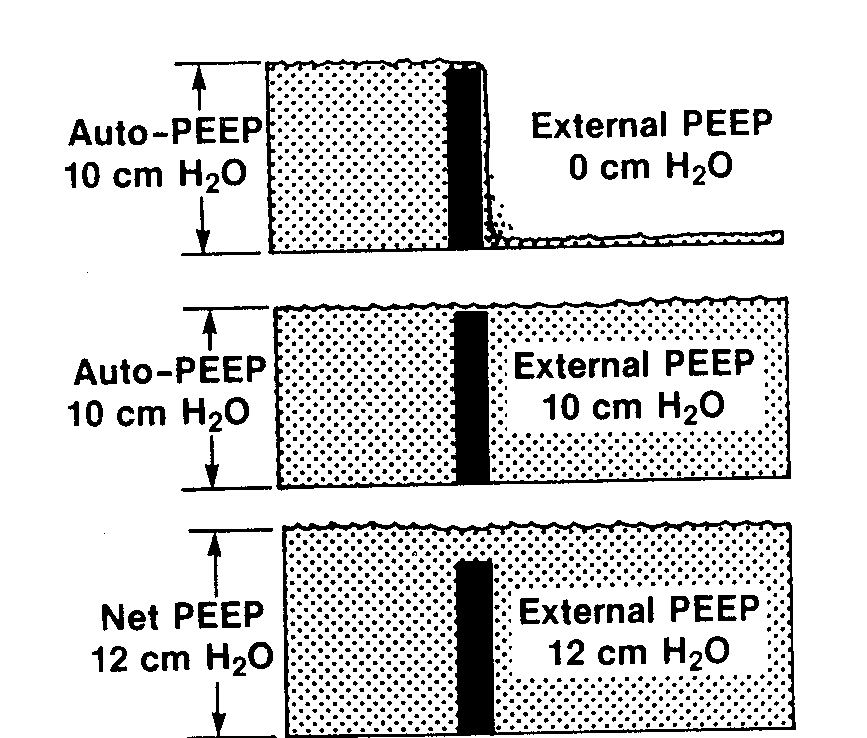 Auto-PEEP
10 cm H₂O
External PEEP
0 cm H₂O
Auto-PEEP
10 cm H₂O
External PEEP
10 cm H₂O
Net PEEP
12 cm H₂O
External PEEP
12 cm H₂O